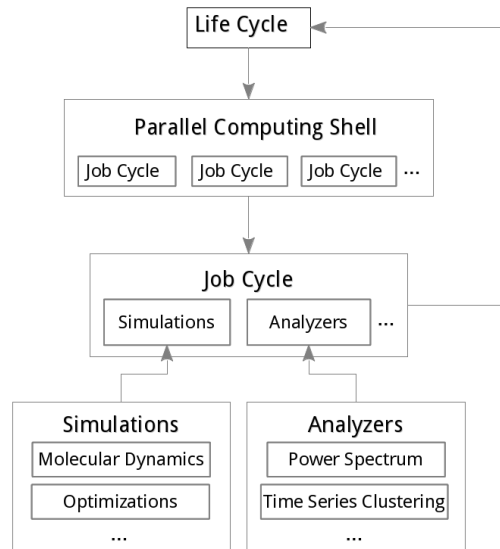 Life Cycle
Parallel Computing Shell
Job Cycle Job Cycle Job Cycle ...
Job Cycle
Simulations Analyzers ...
Simulations
Molecular Dynamics
Optimizations
...
Analyzers
Power Spectrum
Time Series Clustering
...